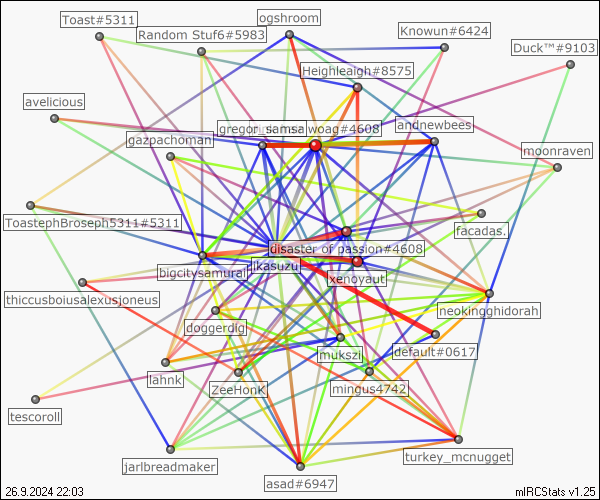 Toast#5311
ogshroom
Random Stuf6#5983
Knowun#6424
Duck™#9103
Heighleaigh#8575
avelicious
gregor_samsa
woag#4608
andnewbees
gazpachoman
moonraven
ToastephBroseph5311#5311
facadas.
disaster of passion#4608
bigcitysamurai
ikasuzu
xenoyaut
thiccusboiusalexusjoneus
neokingghidorah
doggerdig
mukszi
default#0617
lahnk
ZeeHonK
mingus4742
tescoroll
jarlbreadmaker
turkey_mcnugget
asad#6947
26.9.2024 22:03
mIRCStats v1.25